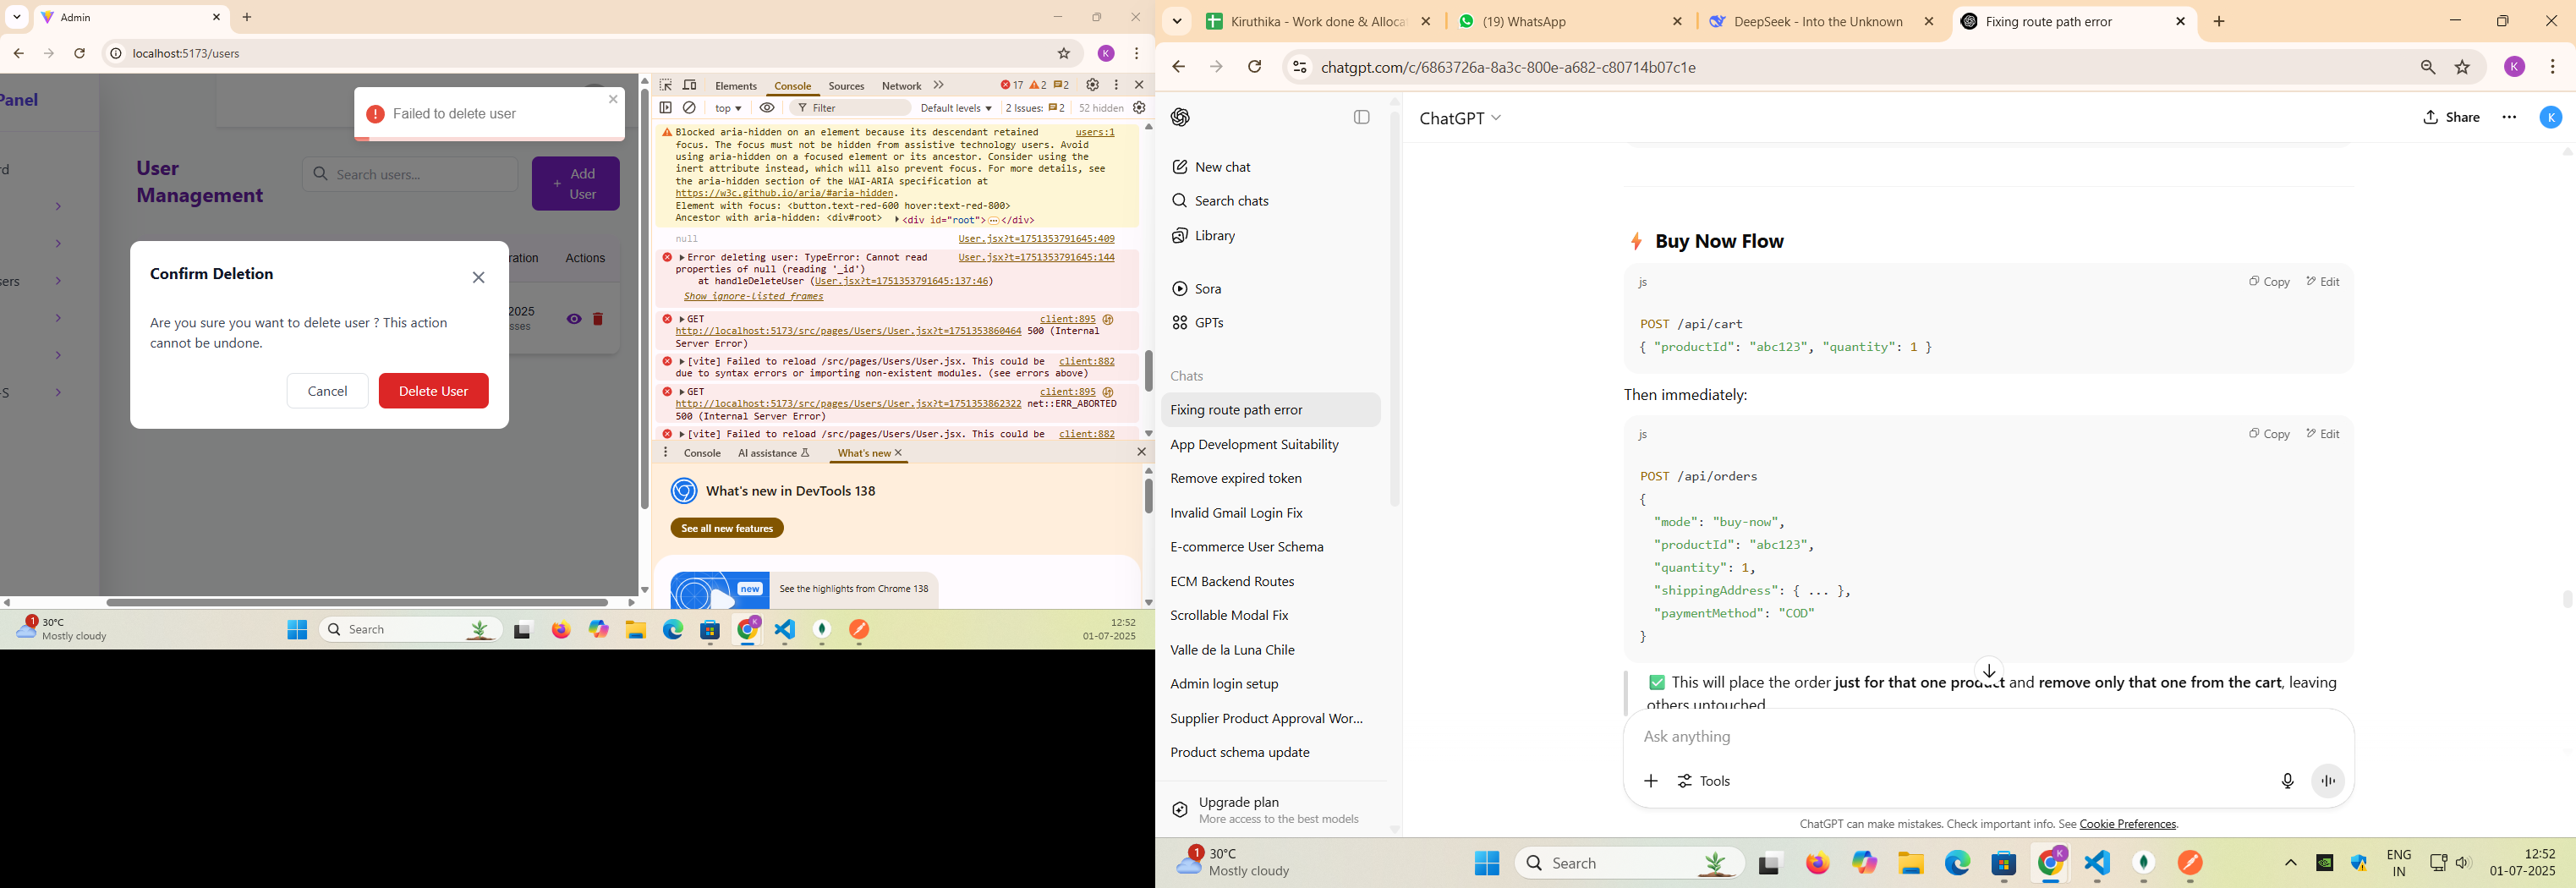 Admin
localhost:5173/users
K
Panel
rd
sers
-S
Failed to delete user
User
Management
Search users...
+ Add
User
ration
Actions
2025
sses
Confirm Deletion
Are you sure you want to delete user ? This action
cannot be undone.
Cancel
Delete User
Elements
Console
Sources
Network
17
2
2
top
Filter
Default levels
2 Issues:
2
52 hidden
Blocked aria-hidden on an element because its descendant retained users:1
focus. The focus must not be hidden from assistive technology users. Avoid
using aria-hidden on a focused element or its ancestor. Consider using the
inert attribute instead, which will also prevent focus. For more details, see
the aria-hidden section of the WAI-ARIA specification at
https://w3c.github.io/aria/#aria-hidden.
Element with focus: <button.text-red-600 hover:text-red-800>
Ancestor with aria-hidden: <div#root> <div id="root">…</div>
null User.jsx?t=1751353791645:409
Error deleting user: TypeError: Cannot read User.jsx?t=1751353791645:144
properties of null (reading '_id')
at handleDeleteUser (User.jsx?t=1751353791645:137:46)
Show ignore-listed frames
GET client:895
http://localhost:5173/src/pages/Users/User.jsx?t=1751353860464 500 (Internal
Server Error)
[vite] Failed to reload /src/pages/Users/User.jsx. This could be client:882
due to syntax errors or importing non-existent modules. (see errors above)
GET client:895
http://localhost:5173/src/pages/Users/User.jsx?t=1751353862322 net::ERR_ABORTED
500 (Internal Server Error)
[vite] Failed to reload /src/pages/Users/User.jsx. This could be client:882
Console
AI assistance
What's new
What's new in DevTools 138
See all new features
new
See the highlights from Chrome 138
1
30°C
Mostly cloudy
Search
K
12:52
01-07-2025
Kiruthika - Work done & Alloca
(19) WhatsApp
DeepSeek - Into the Unknown
Fixing route path error
chatgpt.com/c/6863726a-8a3c-800e-a682-c80714b07c1e
K
New chat
Search chats
Library
Sora
GPTs
Chats
Fixing route path error
App Development Suitability
Remove expired token
Invalid Gmail Login Fix
E-commerce User Schema
ECM Backend Routes
Scrollable Modal Fix
Valle de la Luna Chile
Admin login setup
Supplier Product Approval Wor...
Product schema update
Upgrade plan
More access to the best models
ChatGPT
Share
K
⚡ Buy Now Flow
js
Copy
Edit
POST /api/cart
{ "productId": "abc123", "quantity": 1 }
Then immediately:
js
Copy
Edit
POST /api/orders
{
"mode": "buy-now",
"productId": "abc123",
"quantity": 1,
"shippingAddress": { ... },
"paymentMethod": "COD"
}
✅ This will place the order just for that one product and remove only that one from the cart, leaving
others untouched
Ask anything
Tools
ChatGPT can make mistakes. Check important info. See Cookie Preferences.
1
30°C
Mostly cloudy
Search
K
ENG
IN
12:52
01-07-2025